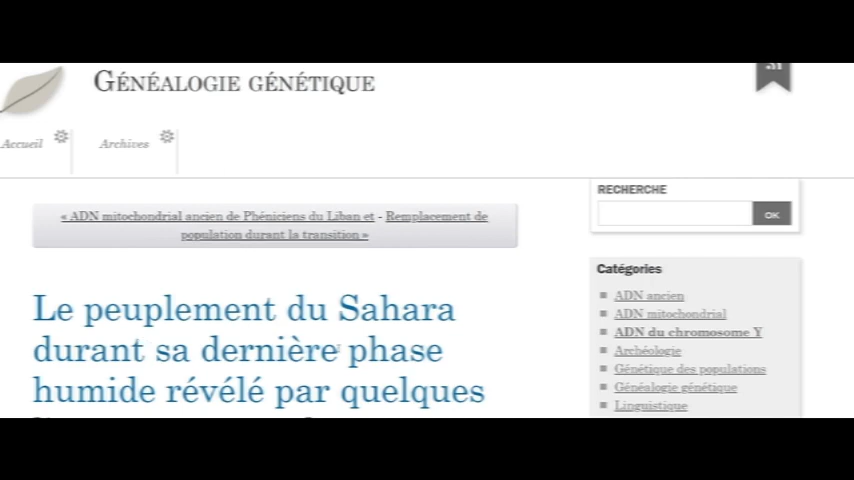 GÉNÉALOGIE GÉNÉTIQUE
Accueil
Archives
RECHERCHE
OK
« ADN mitochondrial ancien de Phéniciens du Liban et - Remplacement de
population durant la transition »
Le peuplement du Sahara
durant sa dernière phase
humide révélé par quelques
Catégories
ADN ancien
ADN mitochondrial
ADN du chromosome Y
Archéologie
Génétique des populations
Généalogie génétique
Linguistique